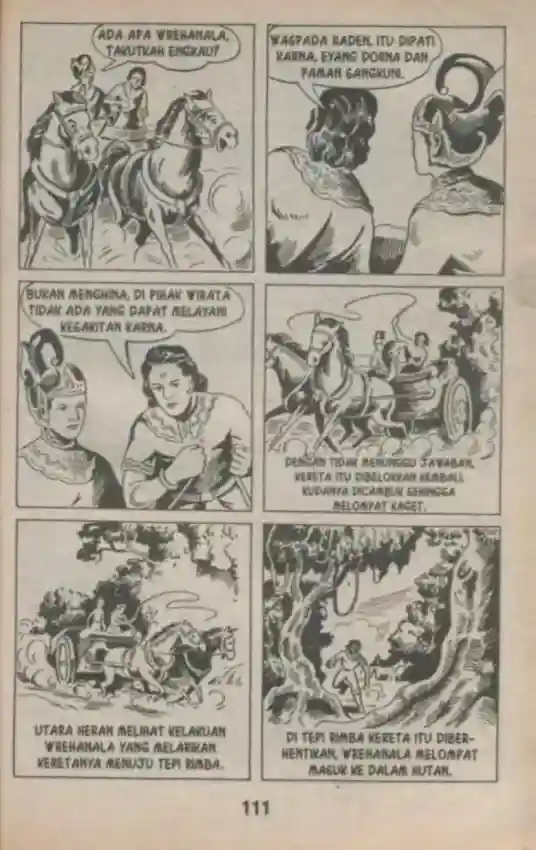 ADA APA WREHANALA,
TAKUTKAH ENGKAU?
WASPADA RADEN, ITU DIPATI
KARNA, EYANG DORNA DAN
PAMAN SANGKUNI.
BUKAN MENGHINA, DI PIHAK WIRATA
TIDAK ADA YANG DAPAT MELAYANI
KESAKITAN KARNA.
DENGAN TIDAK MENUNGGU JAWABAN,
KERETA ITU DIBELOKKAN KEMBALI,
KUDANYA DICAMBUK SEHINGGA
MELOMPAT KAGET.
UTARA HERAN MELIHAT KELAKUAN
WREHANALA YANG MELARIKAN
KERETANYA MENUJU TEPI RIMBA.
DI TEPI RIMBA KERETA ITU DIBER-
HENTIKAN, WREHANALA MELOMPAT
MASUK KE DALAM HUTAN.
111